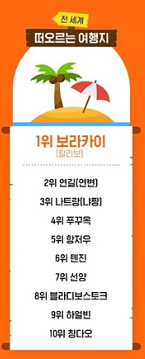 전 세계
떠오르는 여행지
1위 보라카이
(칼리보)
2위 연길(연변)
3위 나트랑(나짱)
4위 푸꾸옥
5위 항저우
6위 텐진
7위 선양
8위 블라디보스토크
9위 하얼빈
10위 칭다오